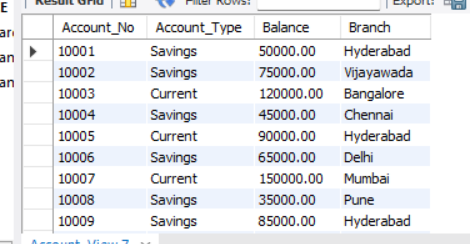 E Result Grid Filter Rows: Export:
Account_No Account_Type Balance Branch
10001 Savings 50000.00 Hyderabad
10002 Savings 75000.00 Vijayawada
10003 Current 120000.00 Bangalore
10004 Savings 45000.00 Chennai
10005 Current 90000.00 Hyderabad
10006 Savings 65000.00 Delhi
10007 Current 150000.00 Mumbai
10008 Savings 35000.00 Pune
10009 Savings 85000.00 Hyderabad
Account_View 7